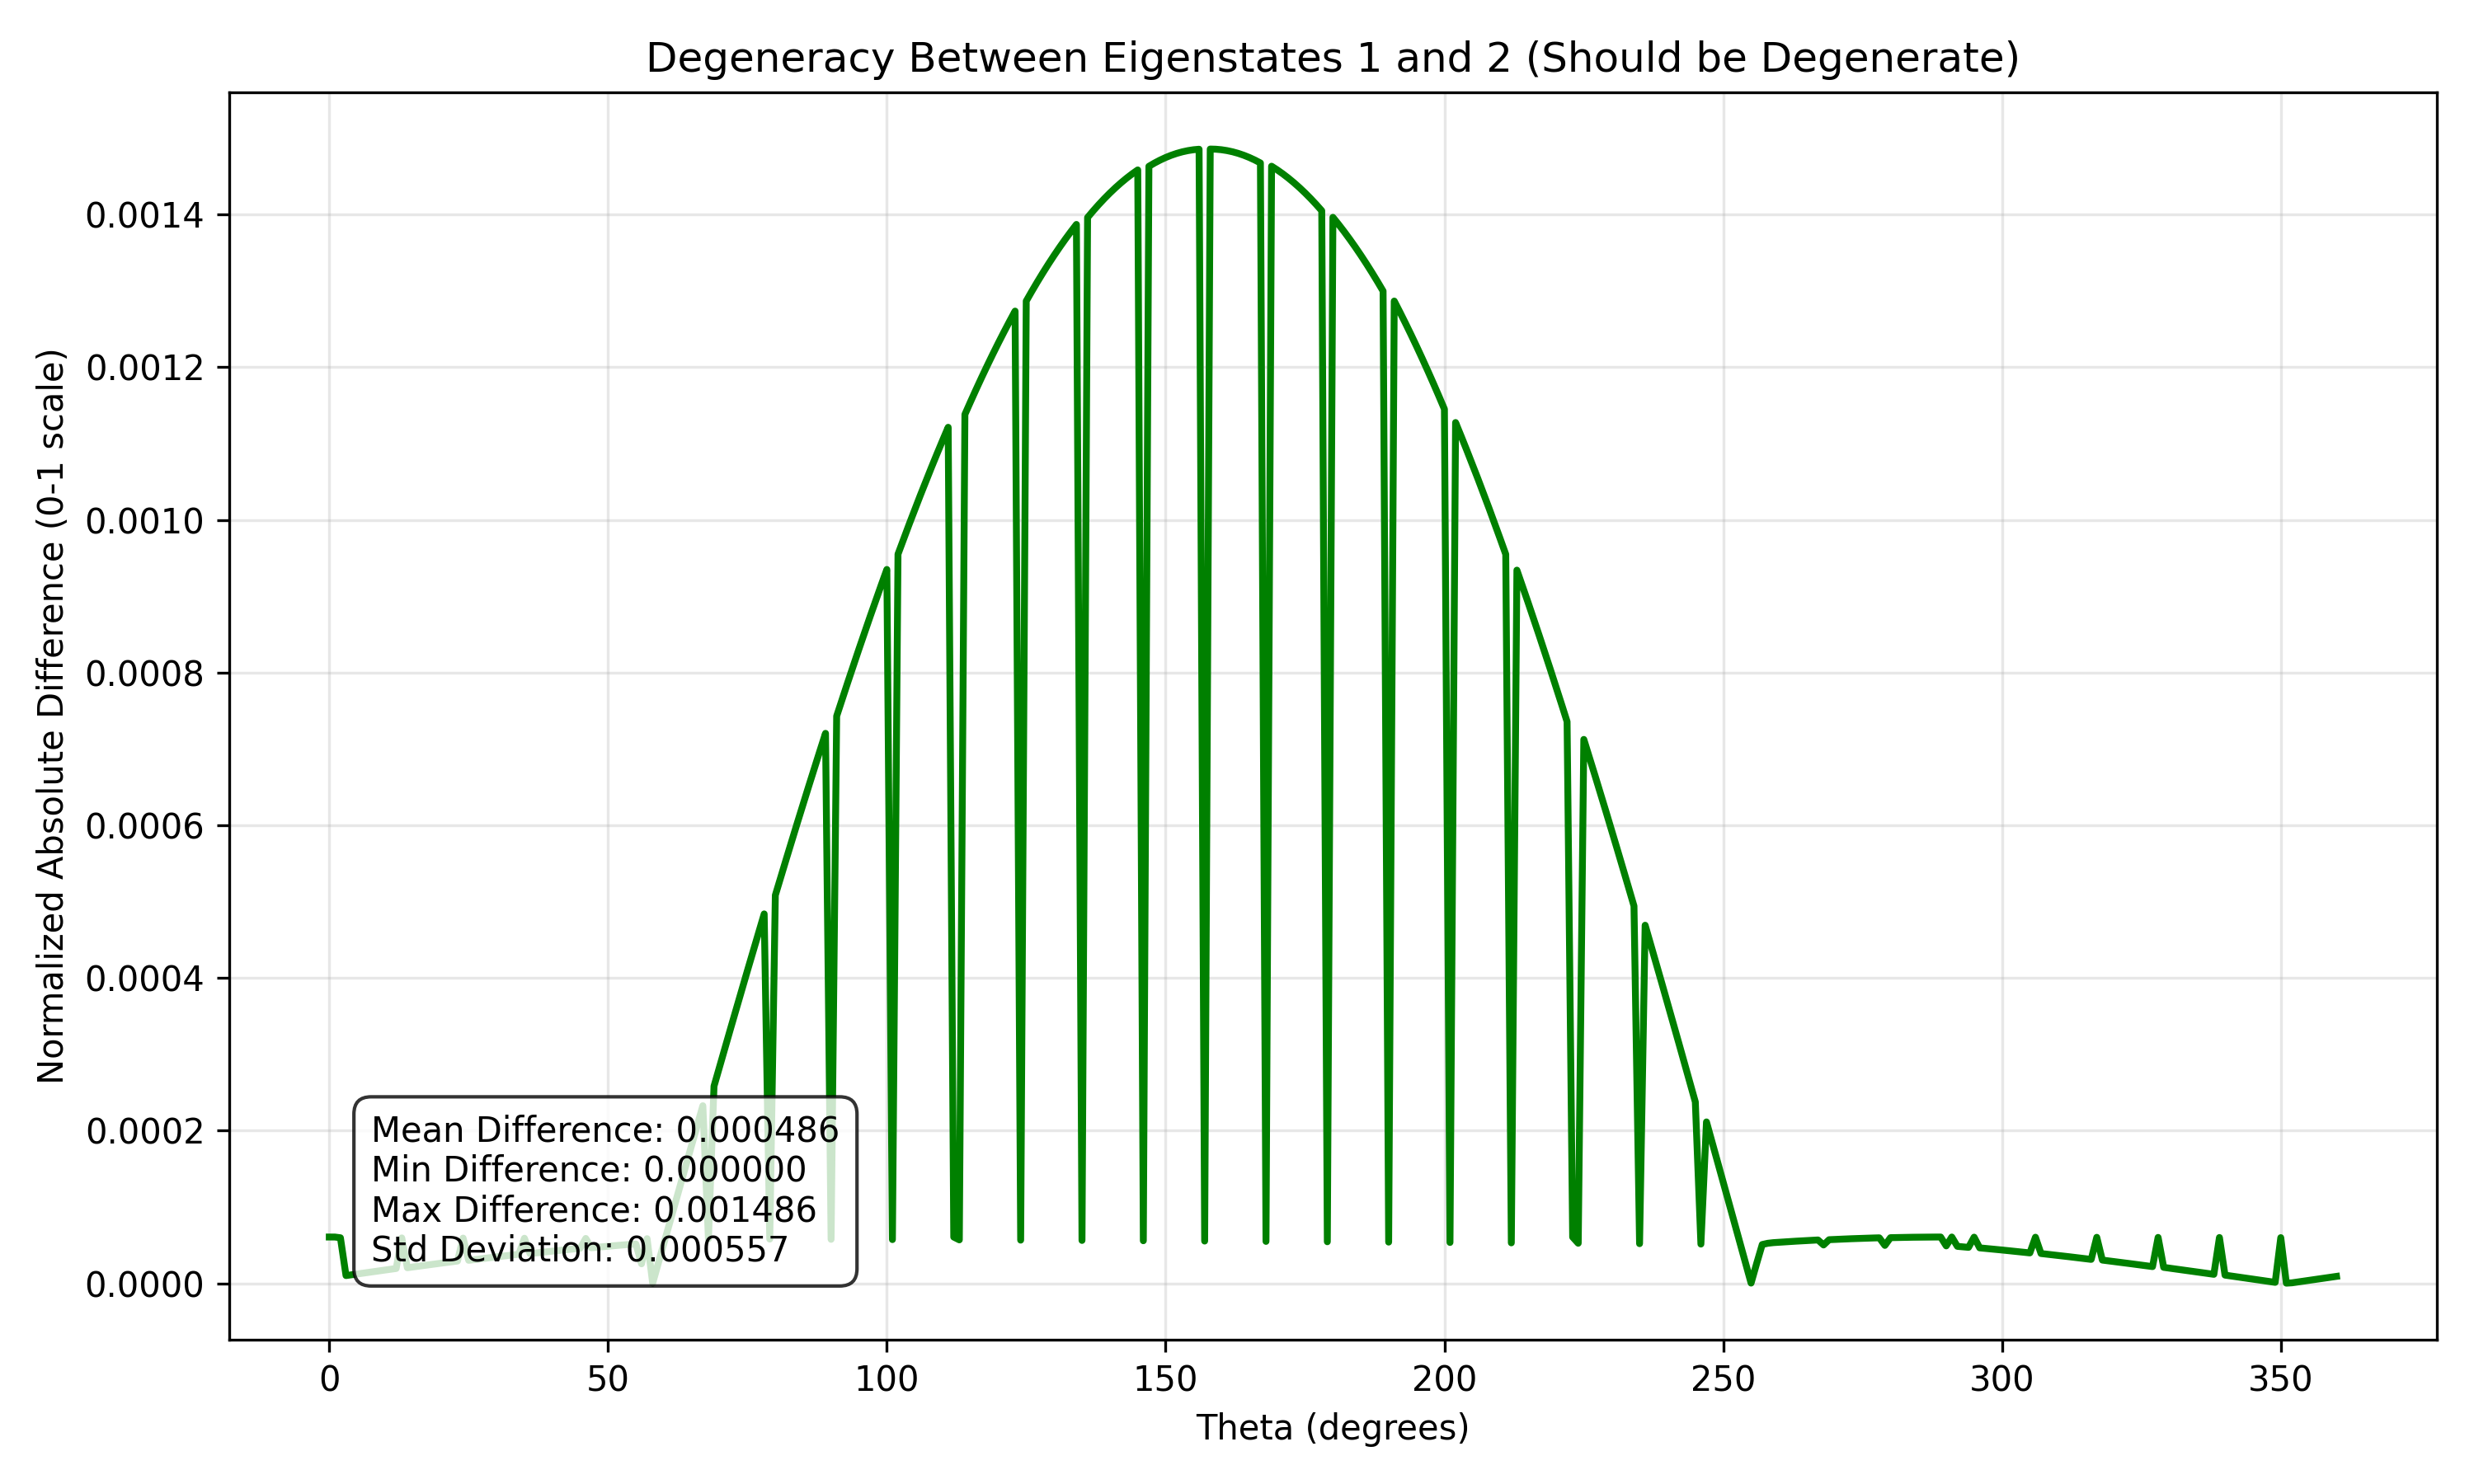 Degeneracy Between Eigenstates 1 and 2 (Should be Degenerate)
Normalized Absolute Difference (0-1 scale)
0.0014
0.0012
0.0010
0.0008
0.0006
0.0004
0.0002
0.0000
Mean Difference: 0.000486
Min Difference: 0.000000
Max Difference: 0.001486
Std Deviation: 0.000557
0 50 100 150 200 250 300 350
Theta (degrees)